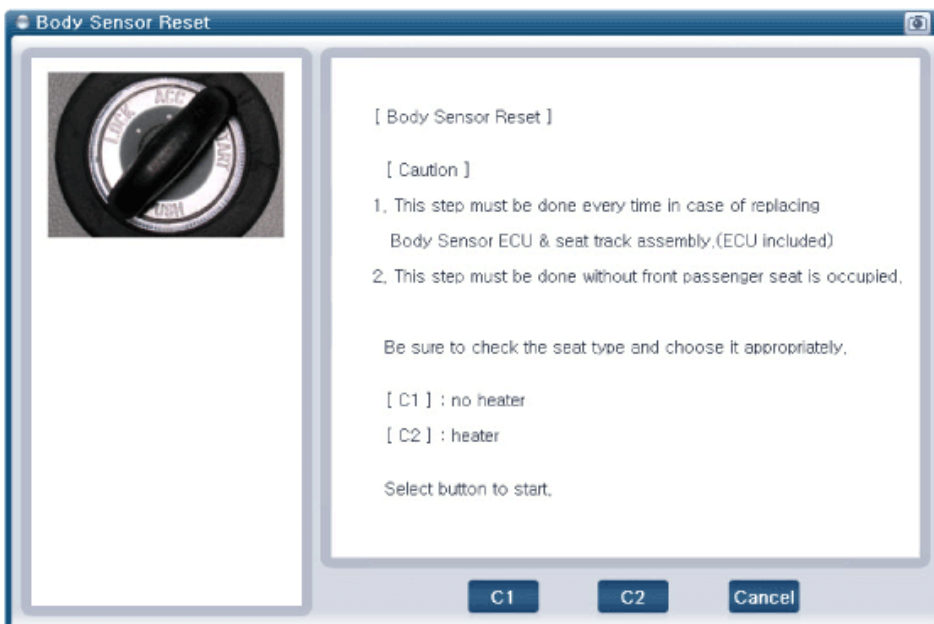 Body Sensor Reset
LOCK
ACC
START
[ Body Sensor Reset ]
[ Caution ]
1. This step must be done every time in case of replacing
Body Sensor ECU & seat track assembly.(ECU included)
2. This step must be done without front passenger seat is occupied.
Be sure to check the seat type and choose it appropriately.
[ C1 ] : no heater
[ C2 ] : heater
Select button to start.
C1
C2
Cancel